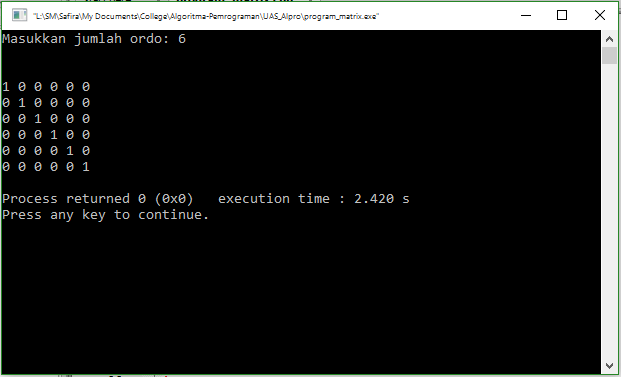 "L:\SM\Safira\My Documents\College\Algoritma-Pemrograman\UAS_Alpro\program_matrix.exe"
Masukkan jumlah ordo: 6
1 0 0 0 0 0
0 1 0 0 0 0
0 0 1 0 0 0
0 0 0 1 0 0
0 0 0 0 1 0
0 0 0 0 0 1
Process returned 0 (0x0)   execution time : 2.420 s
Press any key to continue.